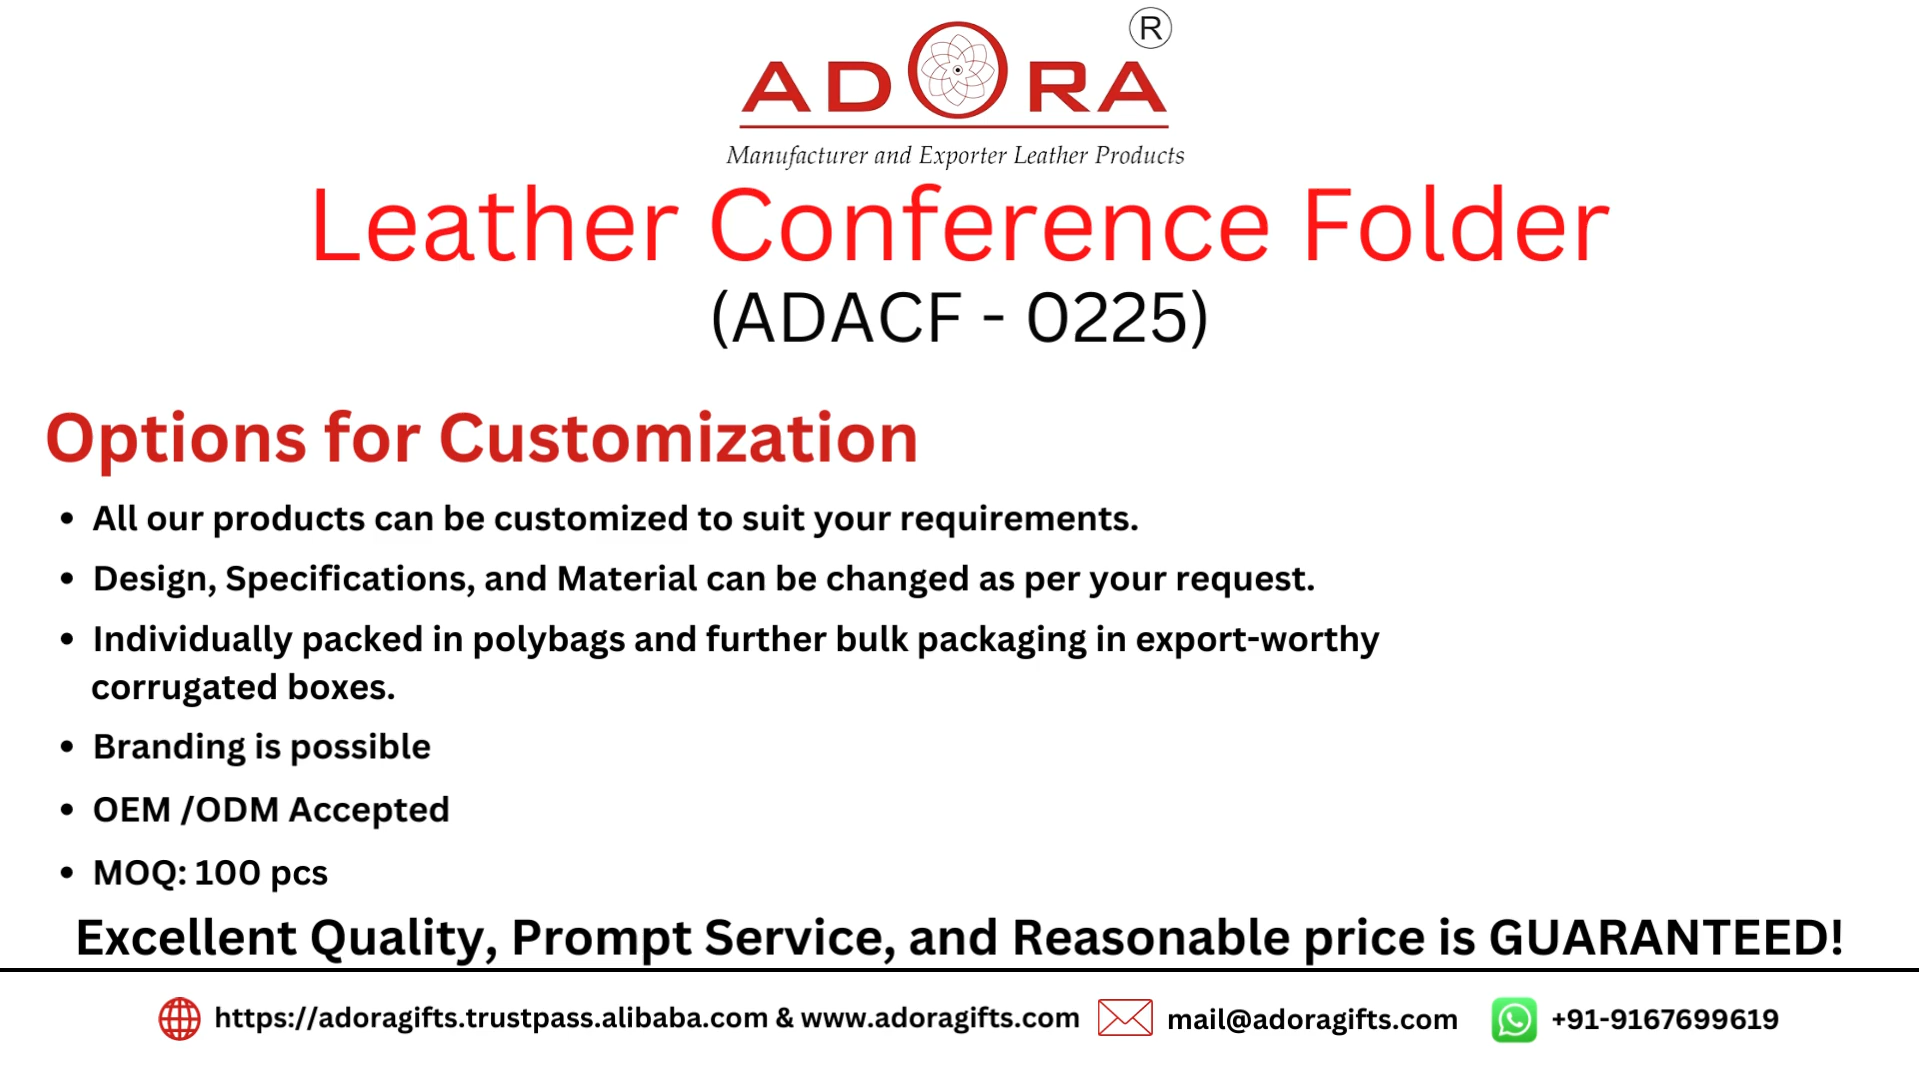 ADORA ®
Manufacturer and Exporter Leather Products
Leather Conference Folder
(ADACF - 0225)
Options for Customization
• All our products can be customized to suit your requirements.
• Design, Specifications, and Material can be changed as per your request.
• Individually packed in polybags and further bulk packaging in export-worthy
corrugated boxes.
• Branding is possible
• OEM /ODM Accepted
• MOQ: 100 pcs
Excellent Quality, Prompt Service, and Reasonable price is GUARANTEED!
https://adoragifts.trustpass.alibaba.com & www.adoragifts.com mail@adoragifts.com +91-9167699619